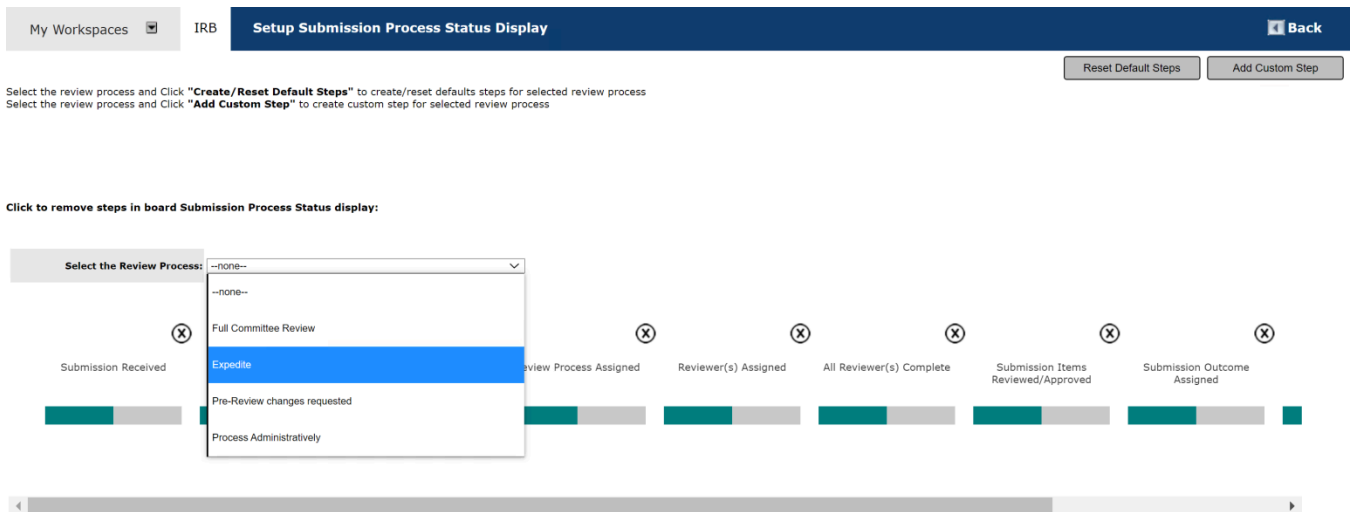 My Workspaces IRB Setup Submission Process Status Display Back
Reset Default Steps Add Custom Step
Select the review process and Click "Create/Reset Default Steps" to create/reset defaults steps for selected review process
Select the review process and Click "Add Custom Step" to create custom step for selected review process
Click to remove steps in board Submission Process Status display:
Select the Review Process: --none--
--none--
Full Committee Review
Expedite
Pre-Review changes requested
Process Administratively
X X X X X X
Submission Received
Process Assigned
Reviewer(s) Assigned
All Reviewer(s) Complete
Submission Items
Reviewed/Approved
Submission Outcome
Assigned